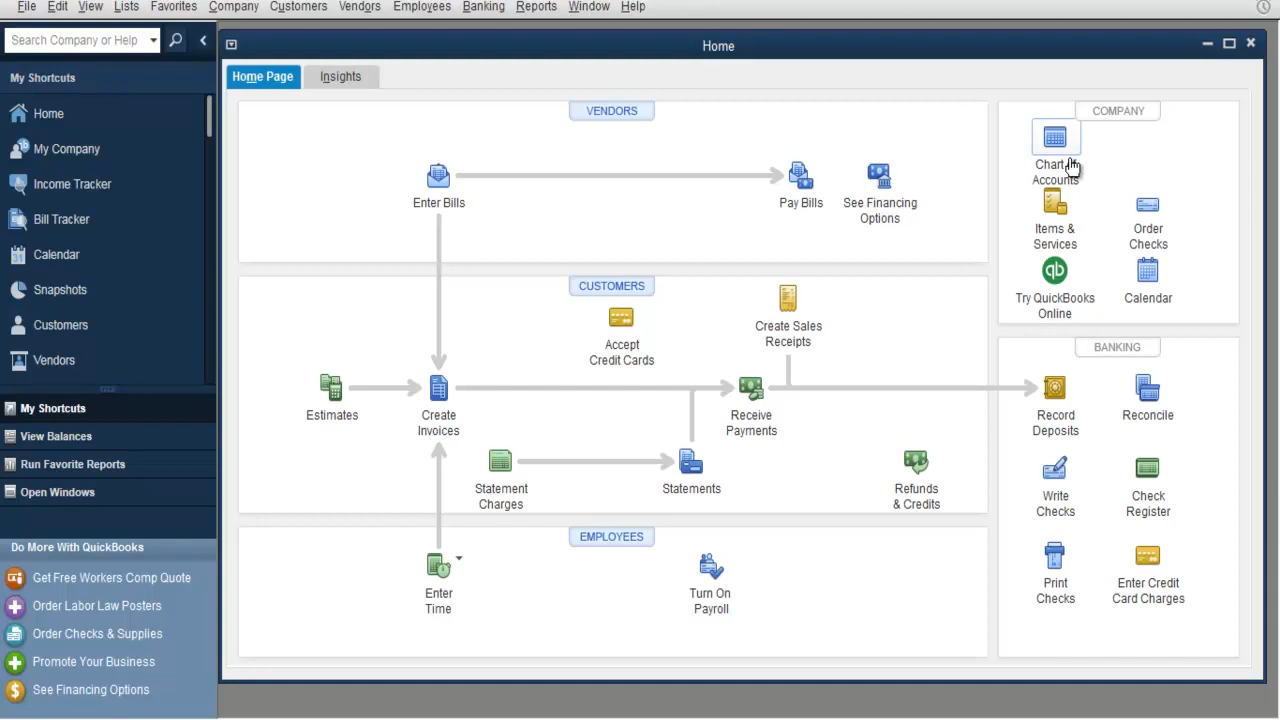 File Edit View Lists Favorites Company Customers Vendors Employees Banking Reports Window Help
Search Company or Help
Home
My Shortcuts
Home
My Company
Income Tracker
Bill Tracker
Calendar
Snapshots
Customers
Vendors
My Shortcuts
View Balances
Run Favorite Reports
Open Windows
Do More With QuickBooks
Get Free Workers Comp Quote
Order Labor Law Posters
Order Checks & Supplies
Promote Your Business
See Financing Options
Home Page Insights
VENDORS
Enter Bills
Pay Bills
See Financing
Options
CUSTOMERS
Accept
Credit Cards
Create Sales
Receipts
Estimates
Create
Invoices
Receive
Payments
Statement
Charges
Statements
Refunds
& Credits
EMPLOYEES
Enter
Time
Turn On
Payroll
COMPANY
Chart
Accounts
Items &
Services
Order
Checks
qb
Try QuickBooks
Online
Calendar
BANKING
Record
Deposits
Reconcile
Write
Checks
Check
Register
Print
Checks
Enter Credit
Card Charges